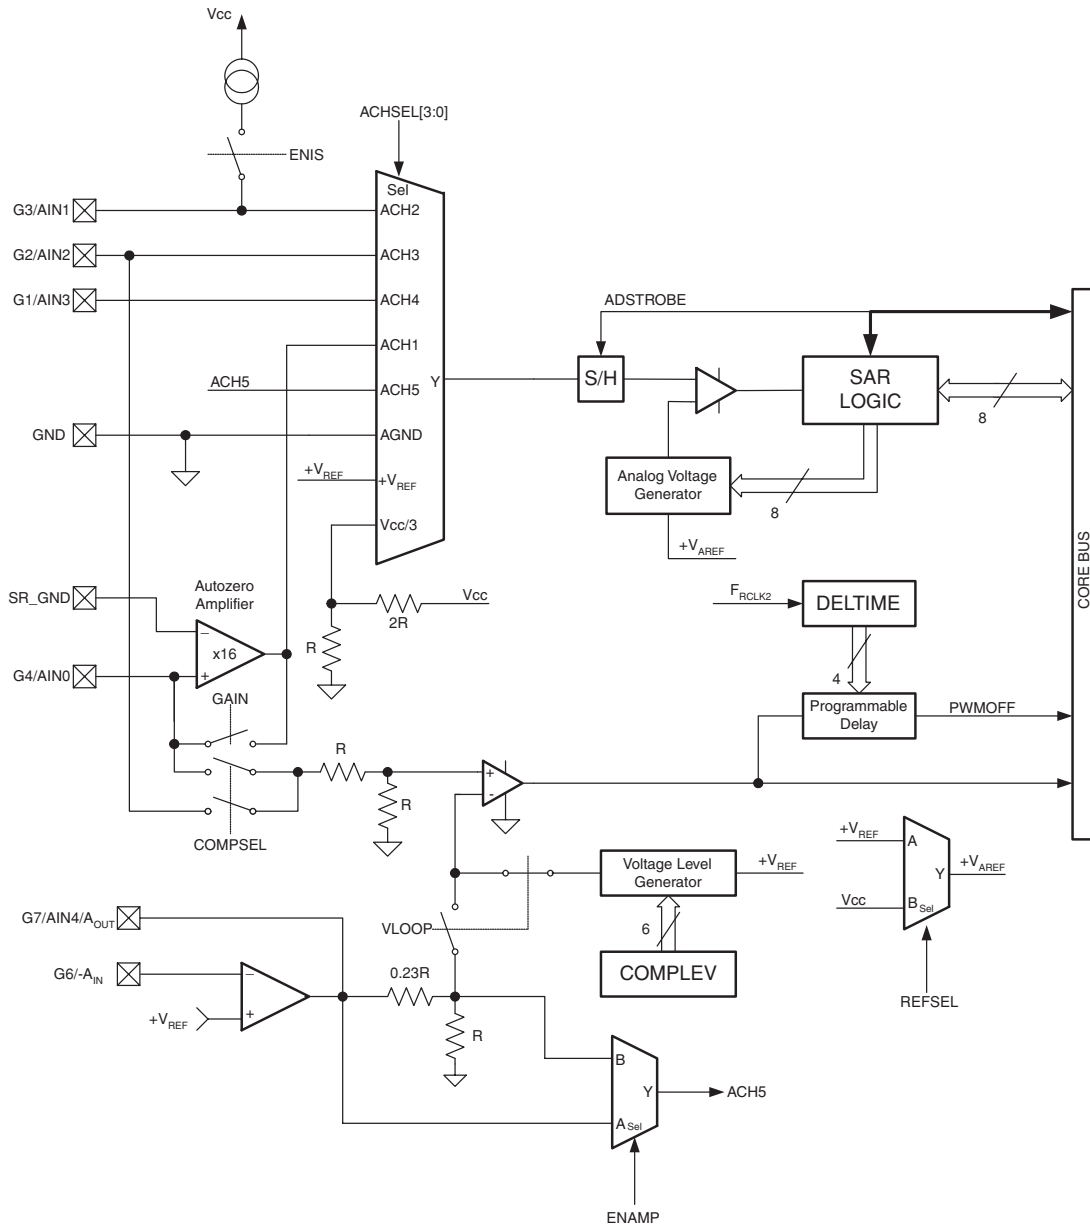 Vcc
ACHSEL[3:0]
ENIS
Sel
G3/AIN1
ACH2
G2/AIN2
ACH3
G1/AIN3
ACH4
ADSTROBE
ACH1
ACH5
ACH5
Y
S/H
SAR
LOGIC
8
GND
AGND
+VREF
+VREF
Analog Voltage
Generator
8
Vcc/3
+VAREF
CORE BUS
Autozero
Amplifier
SR_GND
Vcc
2R
FRCLK2
DELTIME
–
x16
+
R
G4/AIN0
4
GAIN
Programmable
Delay
PWMOFF
R
+
-
R
COMPSEL
+VREF
A
Y
+VAREF
Vcc
B Sel
Voltage Level
Generator
+VREF
G7/AIN4/AOUT
VLOOP
6
G6/-AIN
–
0.23R
COMPLEV
REFSEL
+VREF
+
R
B
Y
ACH5
A Sel
ENAMP